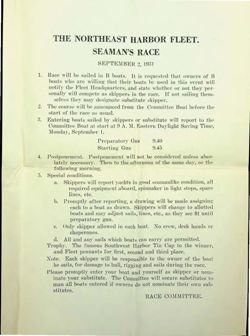 THE NORTHEAST HARBOR FLEET.
SEAMAN'S RACE
SEPTEMBER 2, 1937
1. Race will be sailed in B boats. It is requested that owners of B
boats who are willing that their boats be used in this event will
notify the Fleet Headquarters, and state whether or not they per-
sonally will compete as skippers in the race. If not sailing them-
selves they may designate substitute skipper.
2. The course will be announced from the Committee Boat before the
start of the race as usual.
3. Entering boats sailed by skippers or substitute will report to the
Committee Boat at start at 9 A. M. Eastern Daylight Saving Time,
Monday, September 1.
Preparatory Gun 9.40
Starting Gun 9.45
4. Postponement. Postponement will not be considered unless abso-
lutely necessary. Then to the afternoon of the same day, or the
following morning.
5. Special conditions.
a. Skippers will report yachts in good seamanlike condition, all
required equipment aboard, spinnaker in light stops, spare
lines, etc.
b. Promptly after reporting, a drawing will be made assigning
each to a boat as drawn. Skippers will change to allotted
boats and may adjust sails, lines, etc., as they see fit until
preparatory gun.
c. Only skipper allowed in each boat. No crew, deck hands or
chaperones.
d. All and any sails which boats can carry are permitted.
Trophy. The famous Southwest Harbor Tin Cup to the winner,
and Fleet pennants for first, second and third place.
Note. Each skipper will be responsible to the owner of the boat
he sails, for damage to hull, rigging and sails during the race.
Please promptly enter your boat and yourself as skipper or nom-
inate your substitute. The Committee will secure substitutes to
man all boats entered if owners do not nominate their own sub-
stitutes.
RACE COMMITTEE.